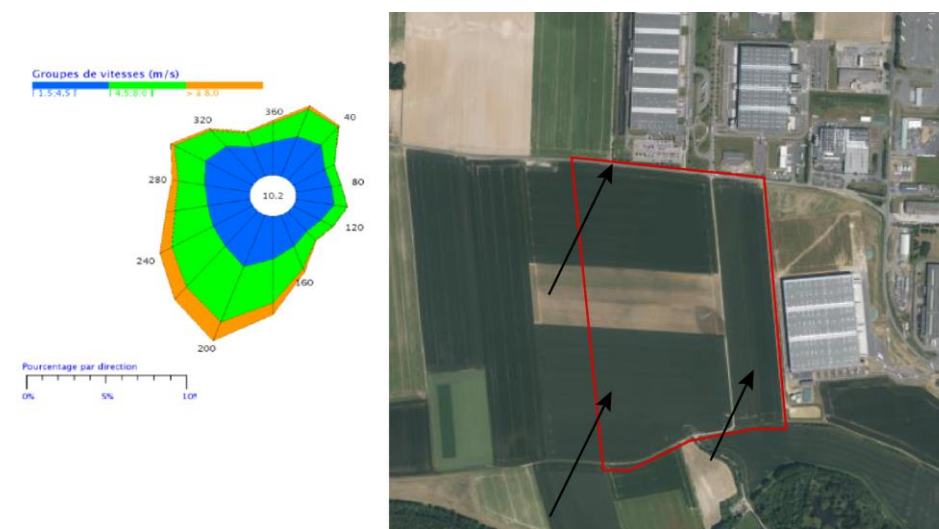 Groupes de vitesses (m/s)
[ 1.5;4.5 [ [ 4.5;8.0 [ > à 8.0
360
320 40
280 80
10.2
120
240
160
200
Pourcentage par direction
0% 5% 10%